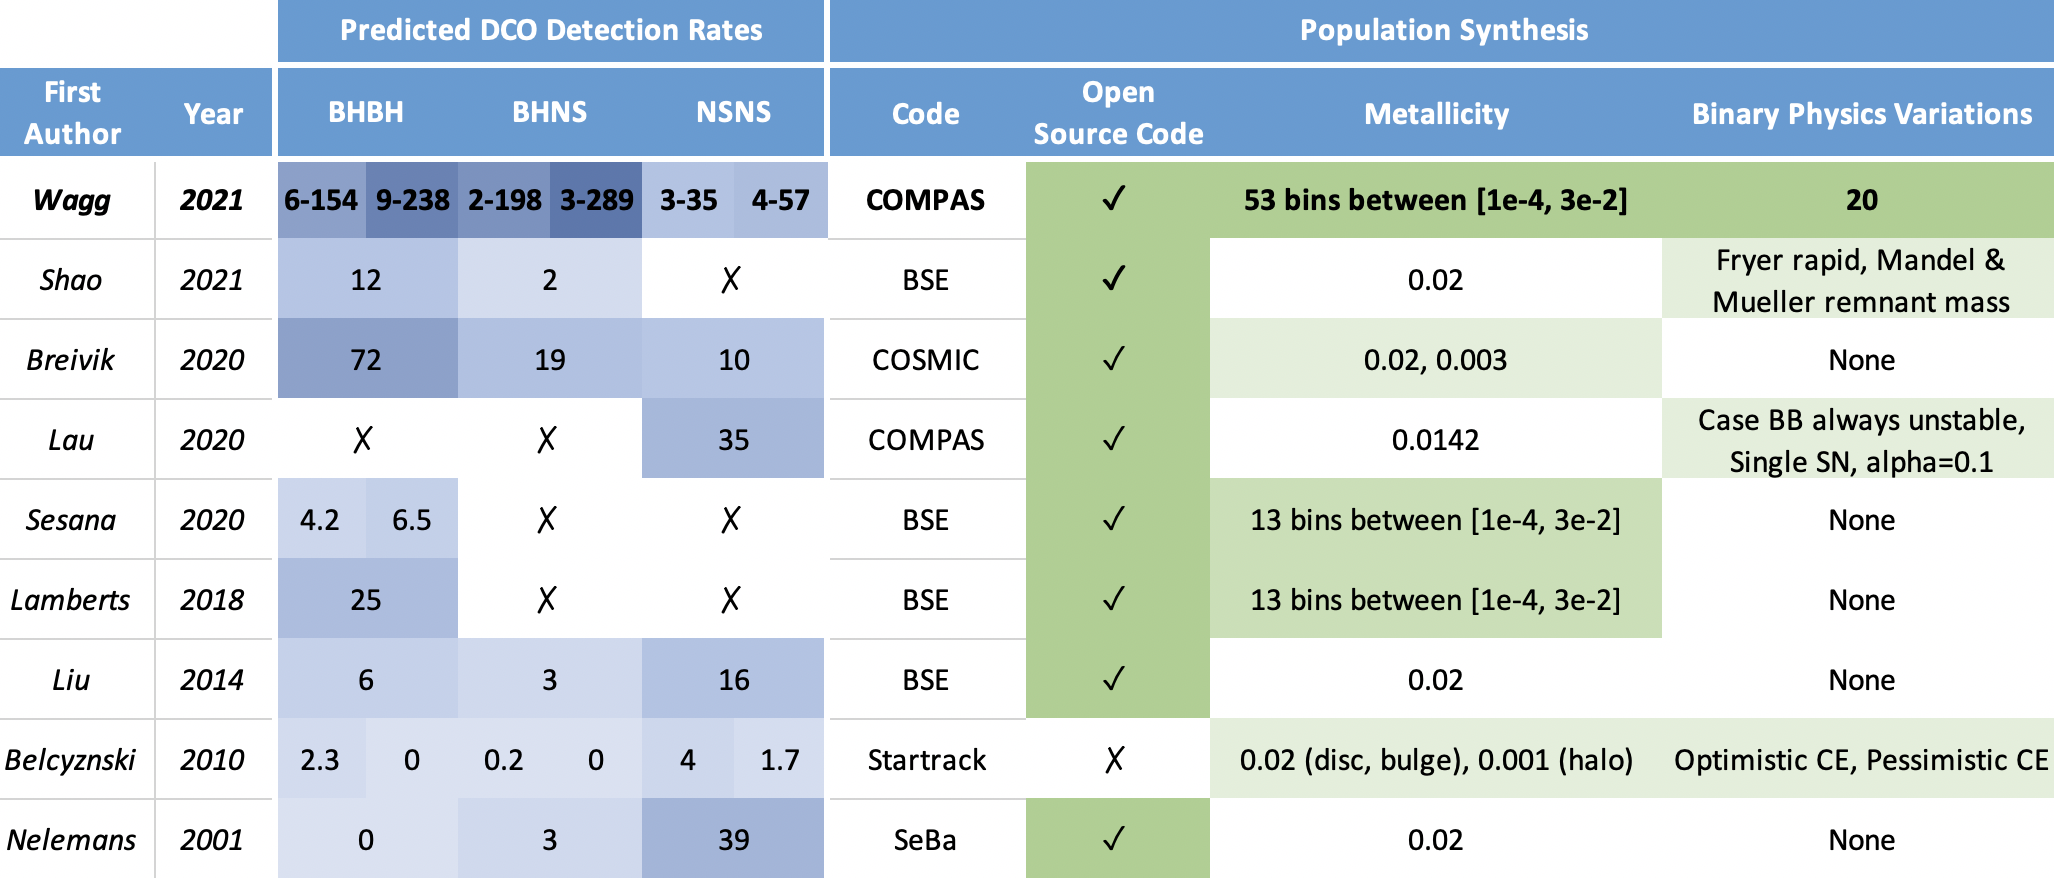 Predicted DCO Detection Rates Population Synthesis
First Author Year BHBH BHNS NSNS Code Open Source Code Metallicity Binary Physics Variations
Wagg 2021 6-154 9-238 2-198 3-289 3-35 4-57 COMPAS ✓ 53 bins between [1e-4, 3e-2] 20
Shao 2021 12 2 ✗ BSE ✓ 0.02 Fryer rapid, Mandel & Mueller remnant mass
Breivik 2020 72 19 10 COSMIC ✓ 0.02, 0.003 None
Lau 2020 ✗ ✗ 35 COMPAS ✓ 0.0142 Case BB always unstable, Single SN, alpha=0.1
Sesana 2020 4.2 6.5 ✗ ✗ BSE ✓ 13 bins between [1e-4, 3e-2] None
Lamberts 2018 25 ✗ ✗ BSE ✓ 13 bins between [1e-4, 3e-2] None
Liu 2014 6 3 16 BSE ✓ 0.02 None
Belcyznski 2010 2.3 0 0.2 0 4 1.7 Startrack ✗ 0.02 (disc, bulge), 0.001 (halo) Optimistic CE, Pessimistic CE
Nelemans 2001 0 3 39 SeBa ✓ 0.02 None